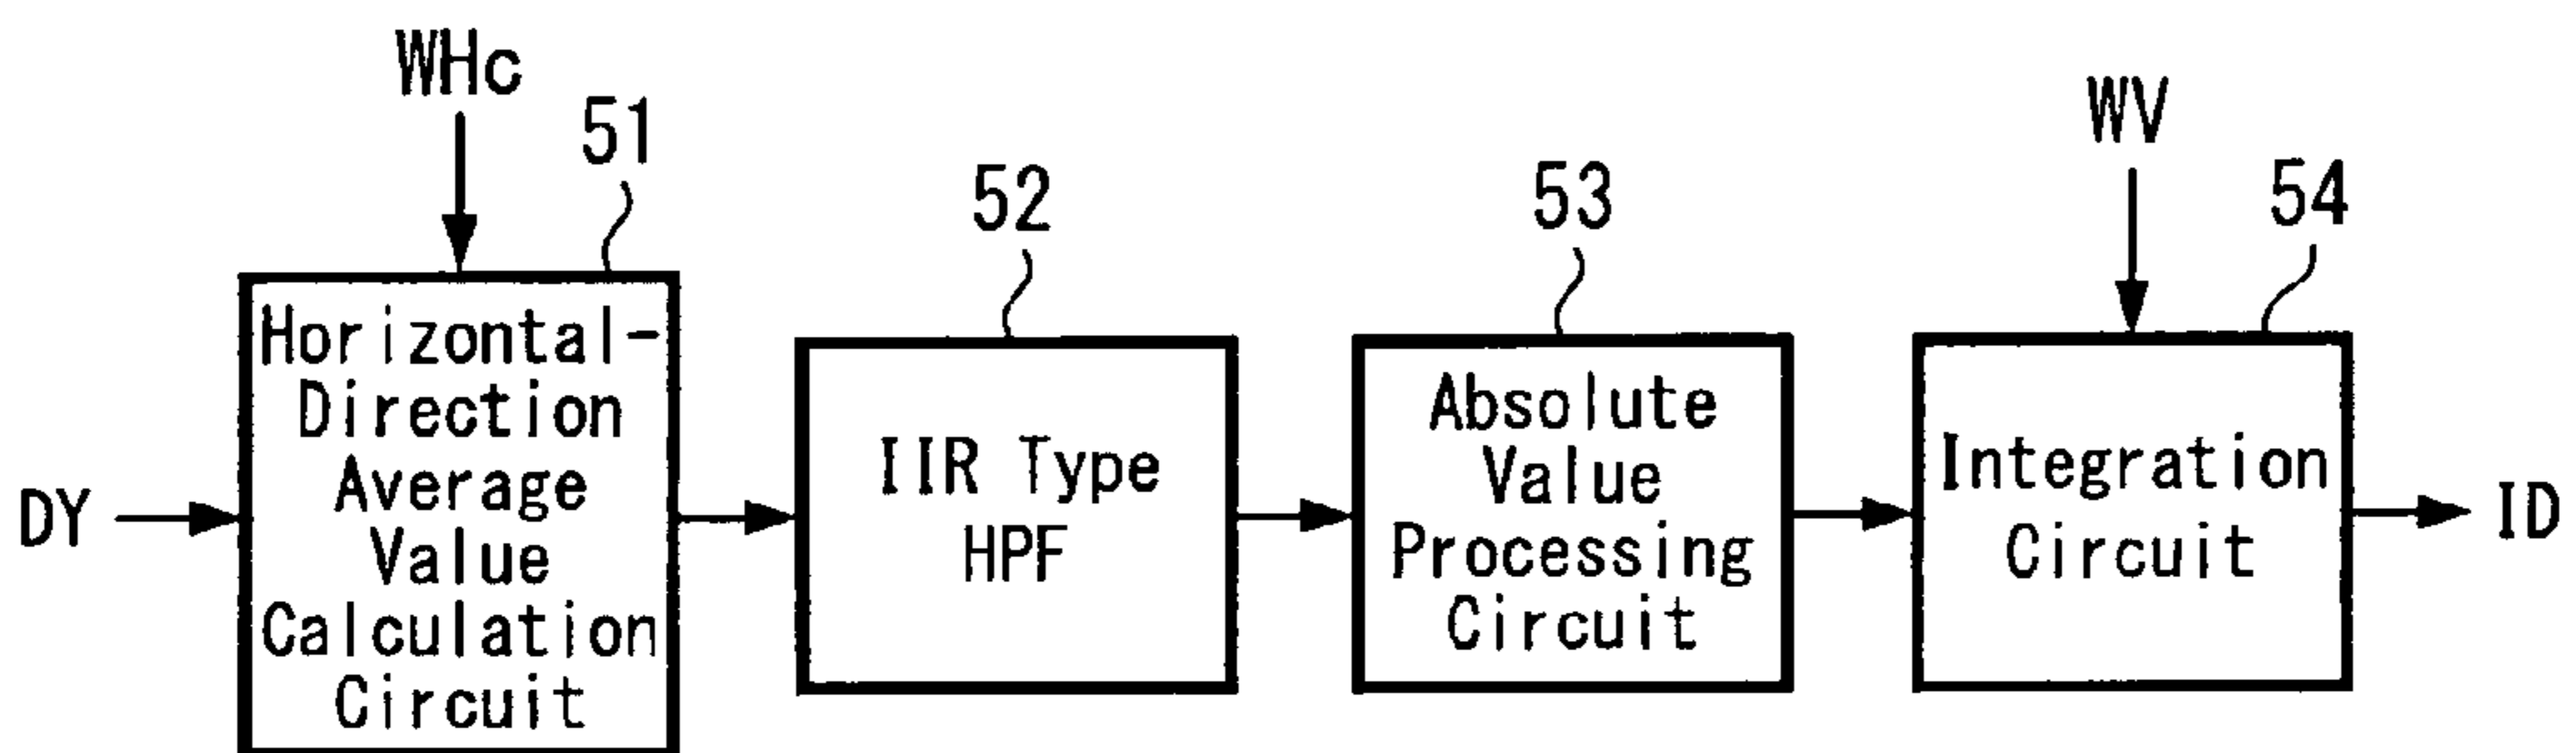 WHc
51
Horizontal-
Direction
Average
Value
Calculation
Circuit
DY
52
IIR Type
HPF
53
Absolute
Value
Processing
Circuit
WV
54
Integration
Circuit
ID